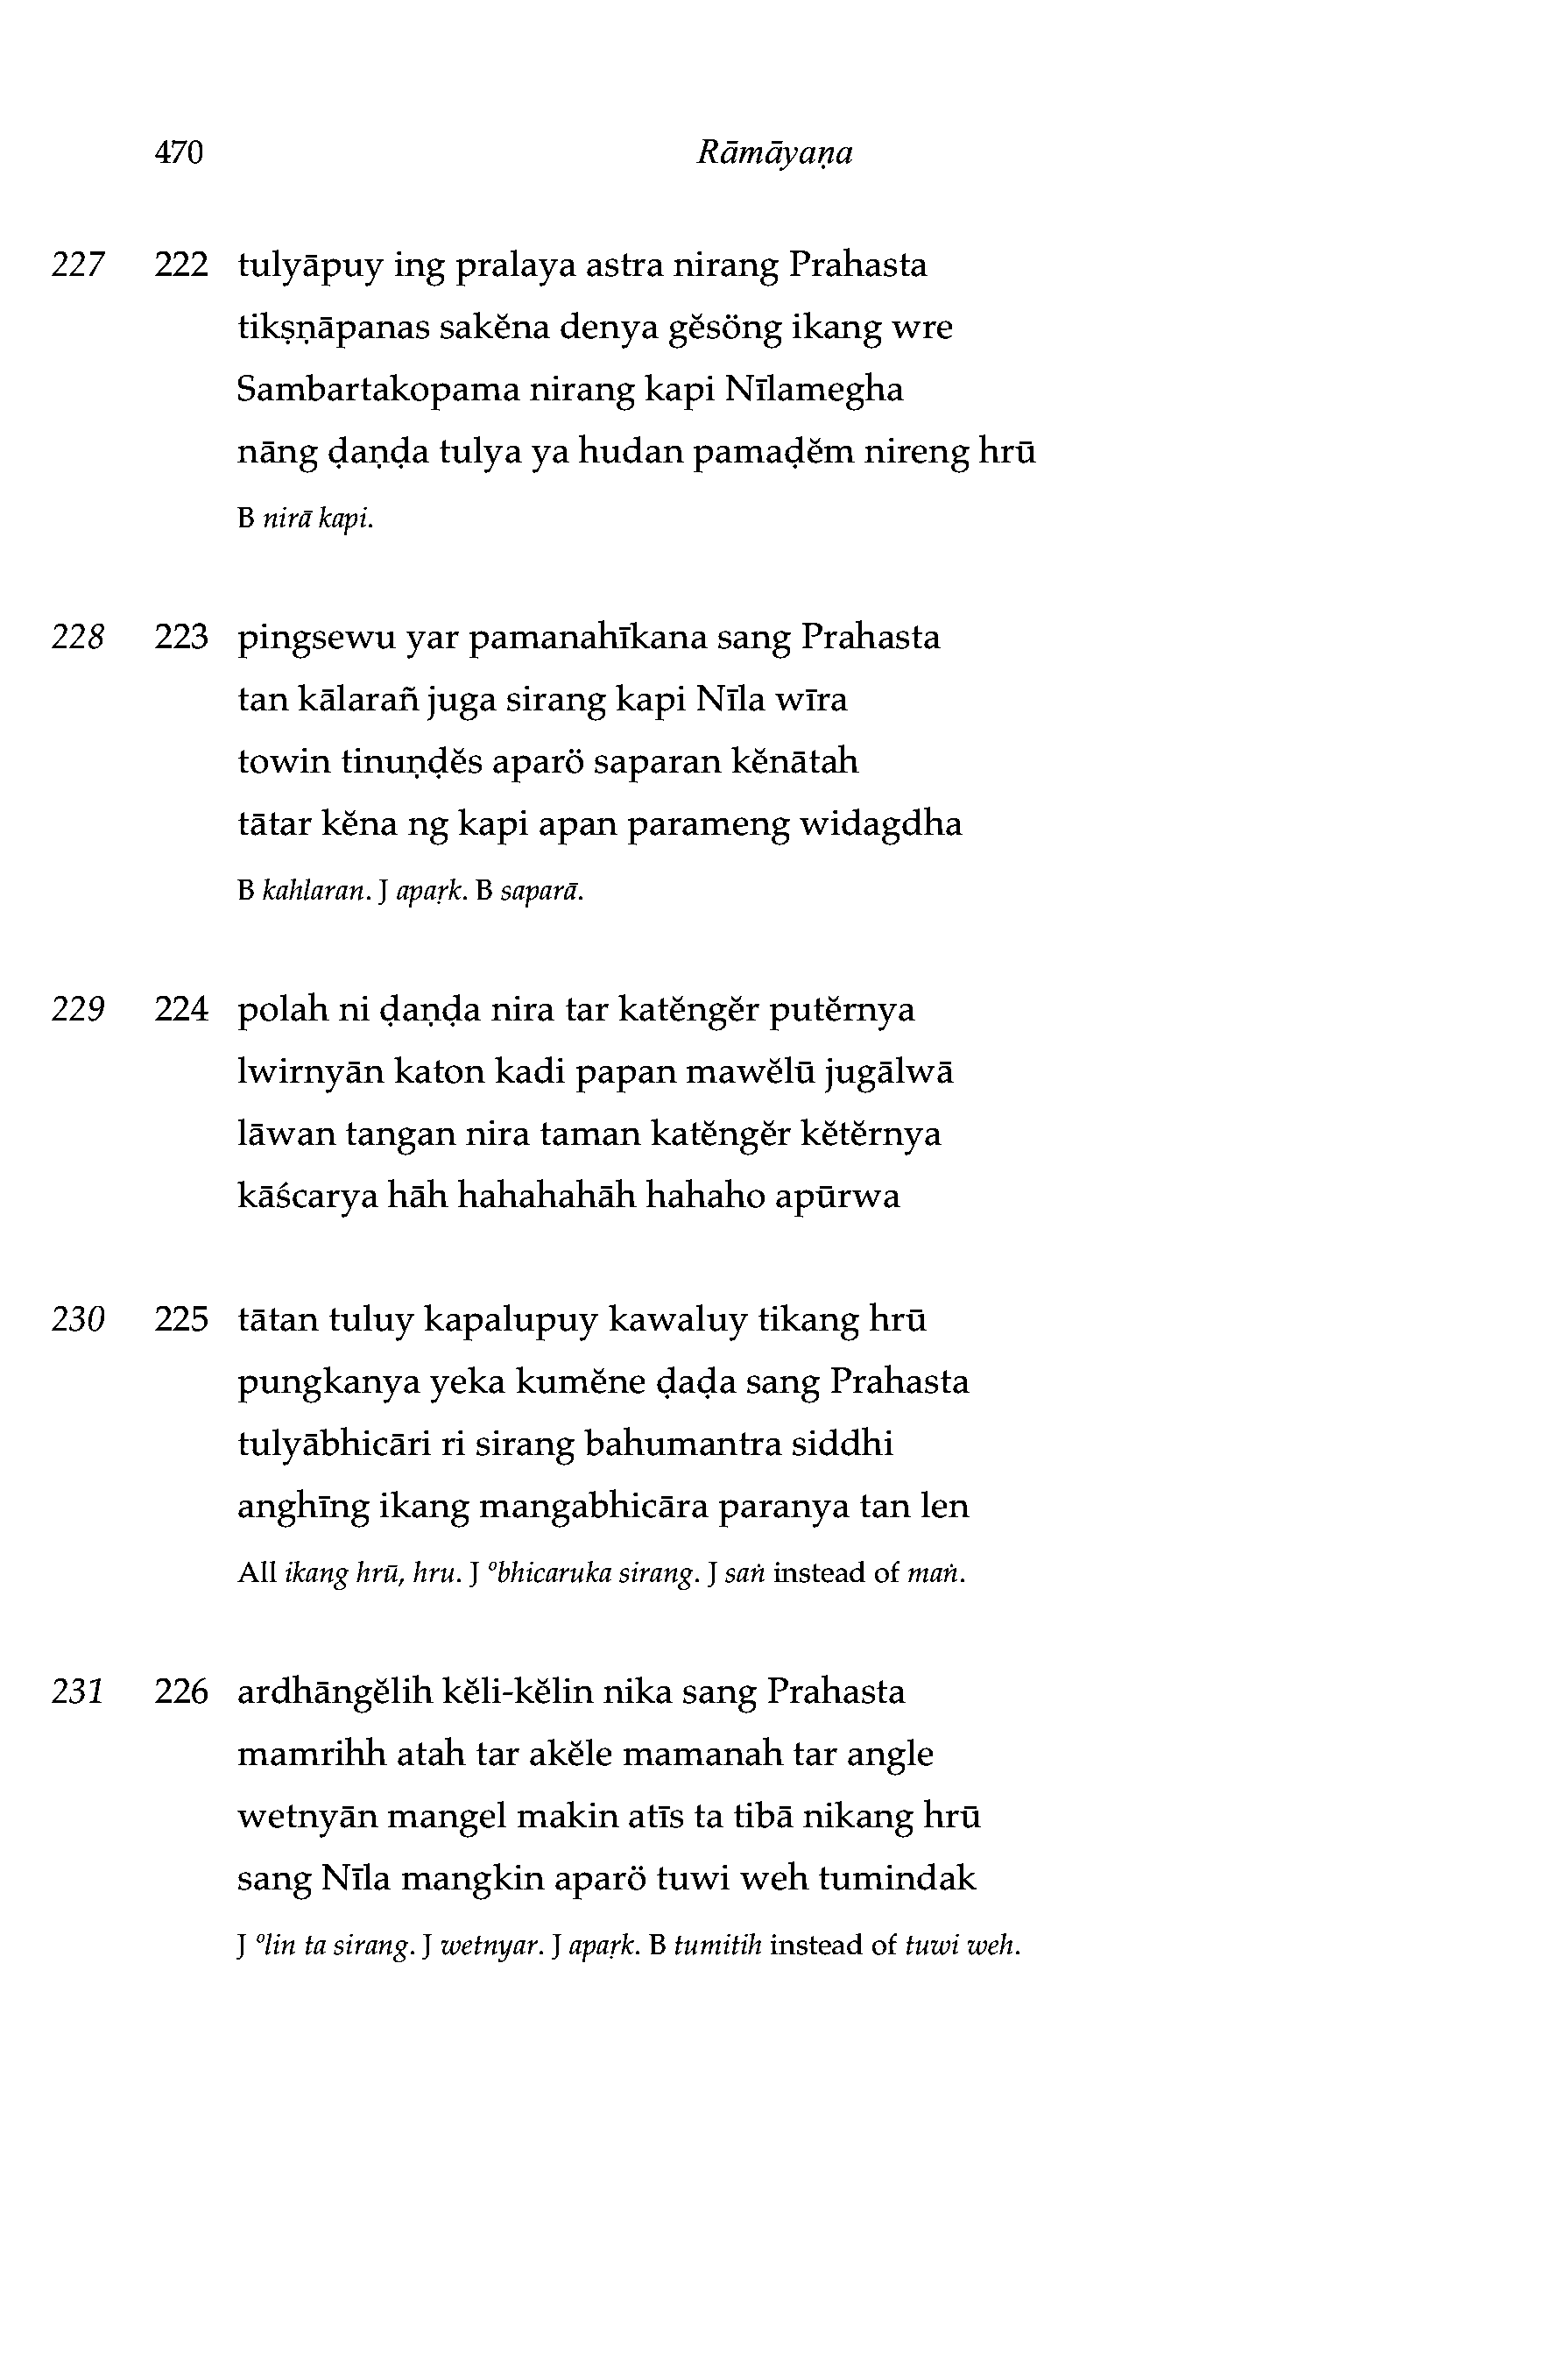 470 Rāmāyaṇa
227 222 tulyāpuy ing pralaya astra nirang Prahasta
tikṣṇāpanas sakĕna denya gĕsöng ikang wre
Sambartakopama nirang kapi Nīlamegha
nāng ḍaṇḍa tulya ya hudan pamaḍĕm nireng hrū
B nirā kapi.
228 223 pingsewu yar pamanahīkana sang Prahasta
tan kālarañ juga sirang kapi Nīla wīra
towin tinuṇḍĕs aparö saparan kĕnātah
tātar kĕna ng kapi apan parameng widagdha
B kahlaran. J apaṛk. B saparā.
229 224 polah ni ḍaṇḍa nira tar katĕngĕr putĕrnya
lwirnyān katon kadi papan mawĕlū jugālwā
lāwan tangan nira taman katĕngĕr kĕtĕrnya
kāścarya hāh hahahahāh hahaho apūrwa
230 225 tātan tuluy kapalupuy kawaluy tikang hrū
pungkanya yeka kumĕne ḍaḍa sang Prahasta
tulyābhicāri ri sirang bahumantra siddhi
anghīng ikang mangabhicāra paranya tan len
All ikang hrū, hru. J °bhicaruka sirang. J saṅ instead of maṅ.
231 226 ardhāngĕlih kĕli-kĕlin nika sang Prahasta
mamrihh atah tar akĕle mamanah tar angle
wetnyān mangel makin atīs ta tibā nikang hrū
sang Nīla mangkin aparö tuwi weh tumindak
J °lin ta sirang. J wetnyar. J apaṛk. B tumitih instead of tuwi weh.